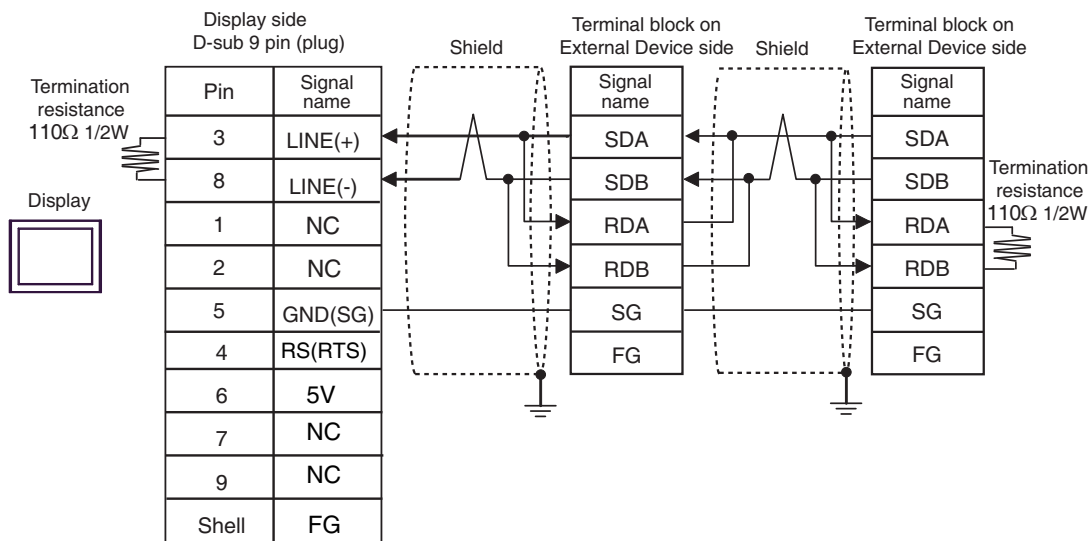 Display side
D-sub 9 pin (plug)
Shield
Terminal block on
External Device side
Shield
Terminal block on
External Device side
Termination
resistance
110Ω 1/2W
Display
Pin
Signal
name
3
LINE(+)
8
LINE(-)
1
NC
2
NC
5
GND(SG)
4
RS(RTS)
6
5V
7
NC
9
NC
Shell
FG
Signal
name
SDA
SDB
RDA
RDB
SG
FG
Signal
name
SDA
SDB
RDA
RDB
SG
FG
Termination
resistance
110Ω 1/2W